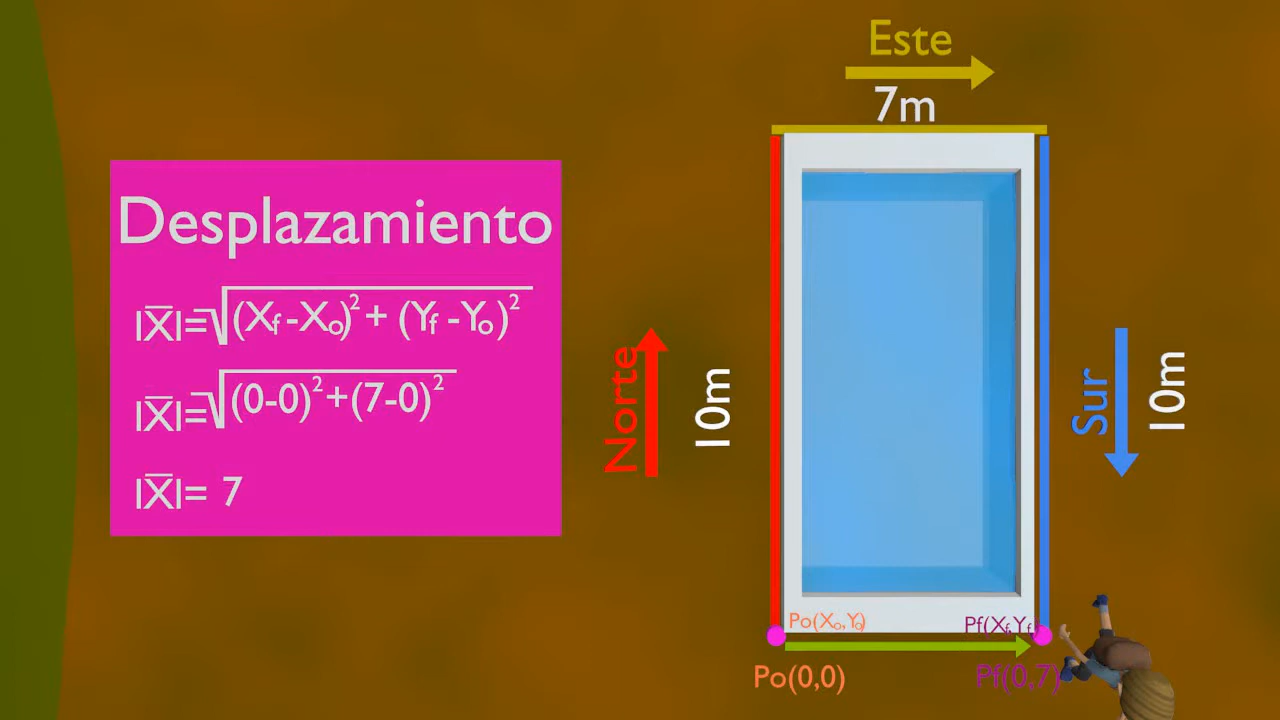 Desplazamiento
|X̅|=√(Xf-Xo)²+ (Yf-Yo)²
|X̅|=√(0-0)²+(7-0)²
|X̅|= 7
Este
7m
Norte
10m
Sur
10m
Po(Xo,Yo)
Pf(Xf,Yf)
Po(0,0)
Pf(0,7)